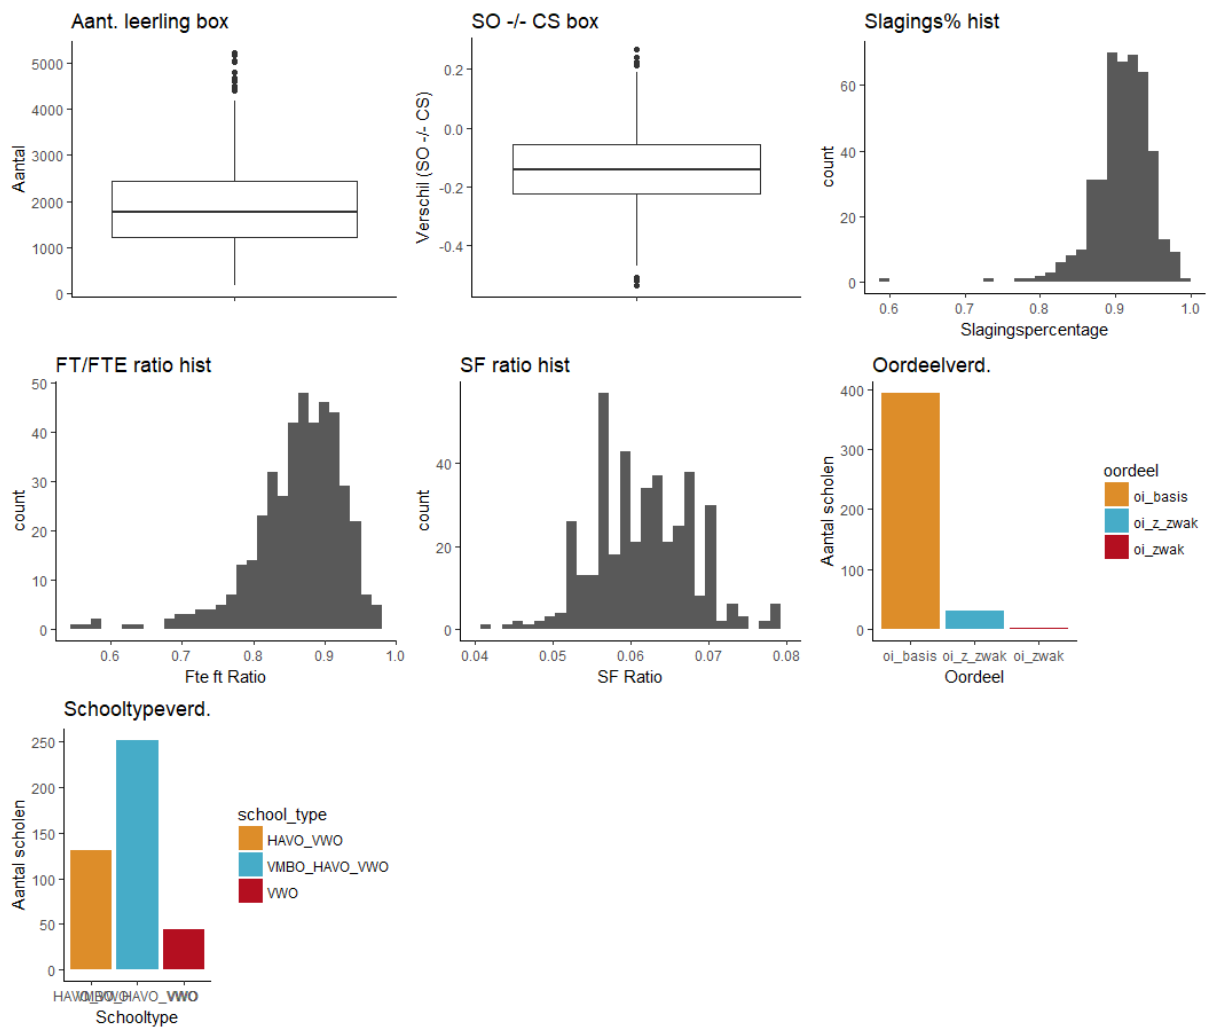 Aant. leerling box
Aantal
5000
4000
3000
2000
1000
0
SO -/- CS box
Verschil (SO -/- CS)
0.2
0.0
-0.2
-0.4
Slagings% hist
count
60
40
20
0
0.6 0.7 0.8 0.9 1.0
Slagingspercentage
FT/FTE ratio hist
count
50
40
30
20
10
0
0.6 0.7 0.8 0.9 1.0
Fte ft Ratio
SF ratio hist
count
40
20
0
0.04 0.05 0.06 0.07 0.08
SF Ratio
Oordeelverd.
Aantal scholen
400
300
200
100
0
oi_basis oi_z_zwak oi_zwak
Oordeel
oordeel
oi_basis
oi_z_zwak
oi_zwak
Schooltypeverd.
Aantal scholen
250
200
150
100
50
0
HAVO_VWO VMBO_HAVO_VWO VWO
Schooltype
school_type
HAVO_VWO
VMBO_HAVO_VWO
VWO